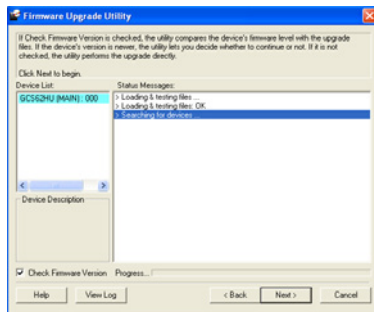 Firmware Upgrade Utility
If Check Firmware Version is checked, the utility compares the device's firmware level with the upgrade
files. If the device's version is newer, the utility lets you decide whether to continue or not. If it is not
checked, the utility performs the upgrade directly.
Click Next to begin.
Device List: Status Messages:
GCS62HU (MAIN) : 000
> Loading & testing files ...
> Loading & testing files: OK
> Searching for devices ...
Device Description
Check Firmware Version Progress...
Help View Log < Back Next > Cancel